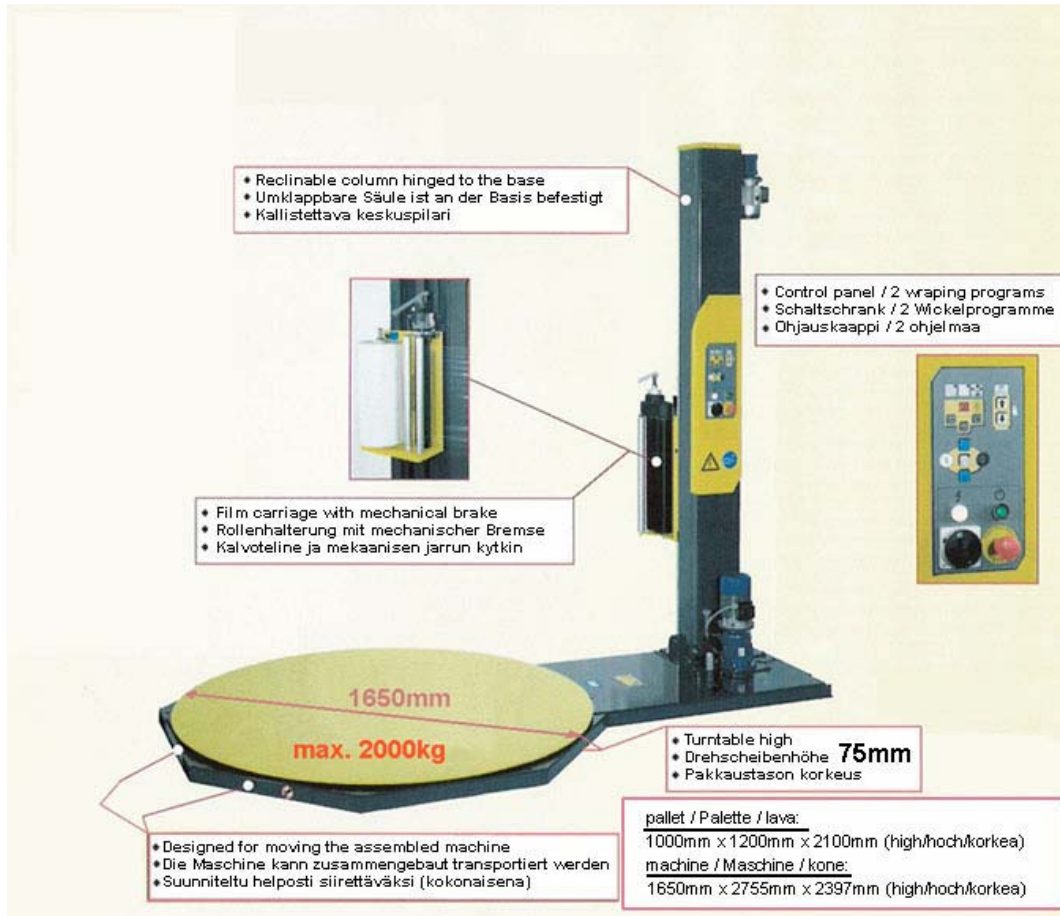 ◆ Reclinable column hinged to the base
◆ Umklappbare Säule ist an der Basis befestigt
◆ Kallistettava keskuspilari
◆ Control panel / 2 wraping programs
◆ Schaltschrank / 2 Wickelprogramme
◆ Ohjauskaappi / 2 ohjelmaa
◆ Film carriage with mechanical brake
◆ Rollenhalterung mit mechanischer Bremse
◆ Kalvoteline ja mekaanisen jarrun kytkin
1650mm
max. 2000kg
◆ Turntable high
◆ Drehscheibenhöhe 75mm
◆ Pakkaustason korkeus
◆ Designed for moving the assembled machine
◆ Die Maschine kann zusammengebaut transportiert werden
◆ Suunniteltu helposti siirettäväksi (kokonaisena)
pallet / Palette / lava:
1000mm x 1200mm x 2100mm (high/hoch/korkea)
machine / Maschine / kone:
1650mm x 2755mm x 2397mm (high/hoch/korkea)